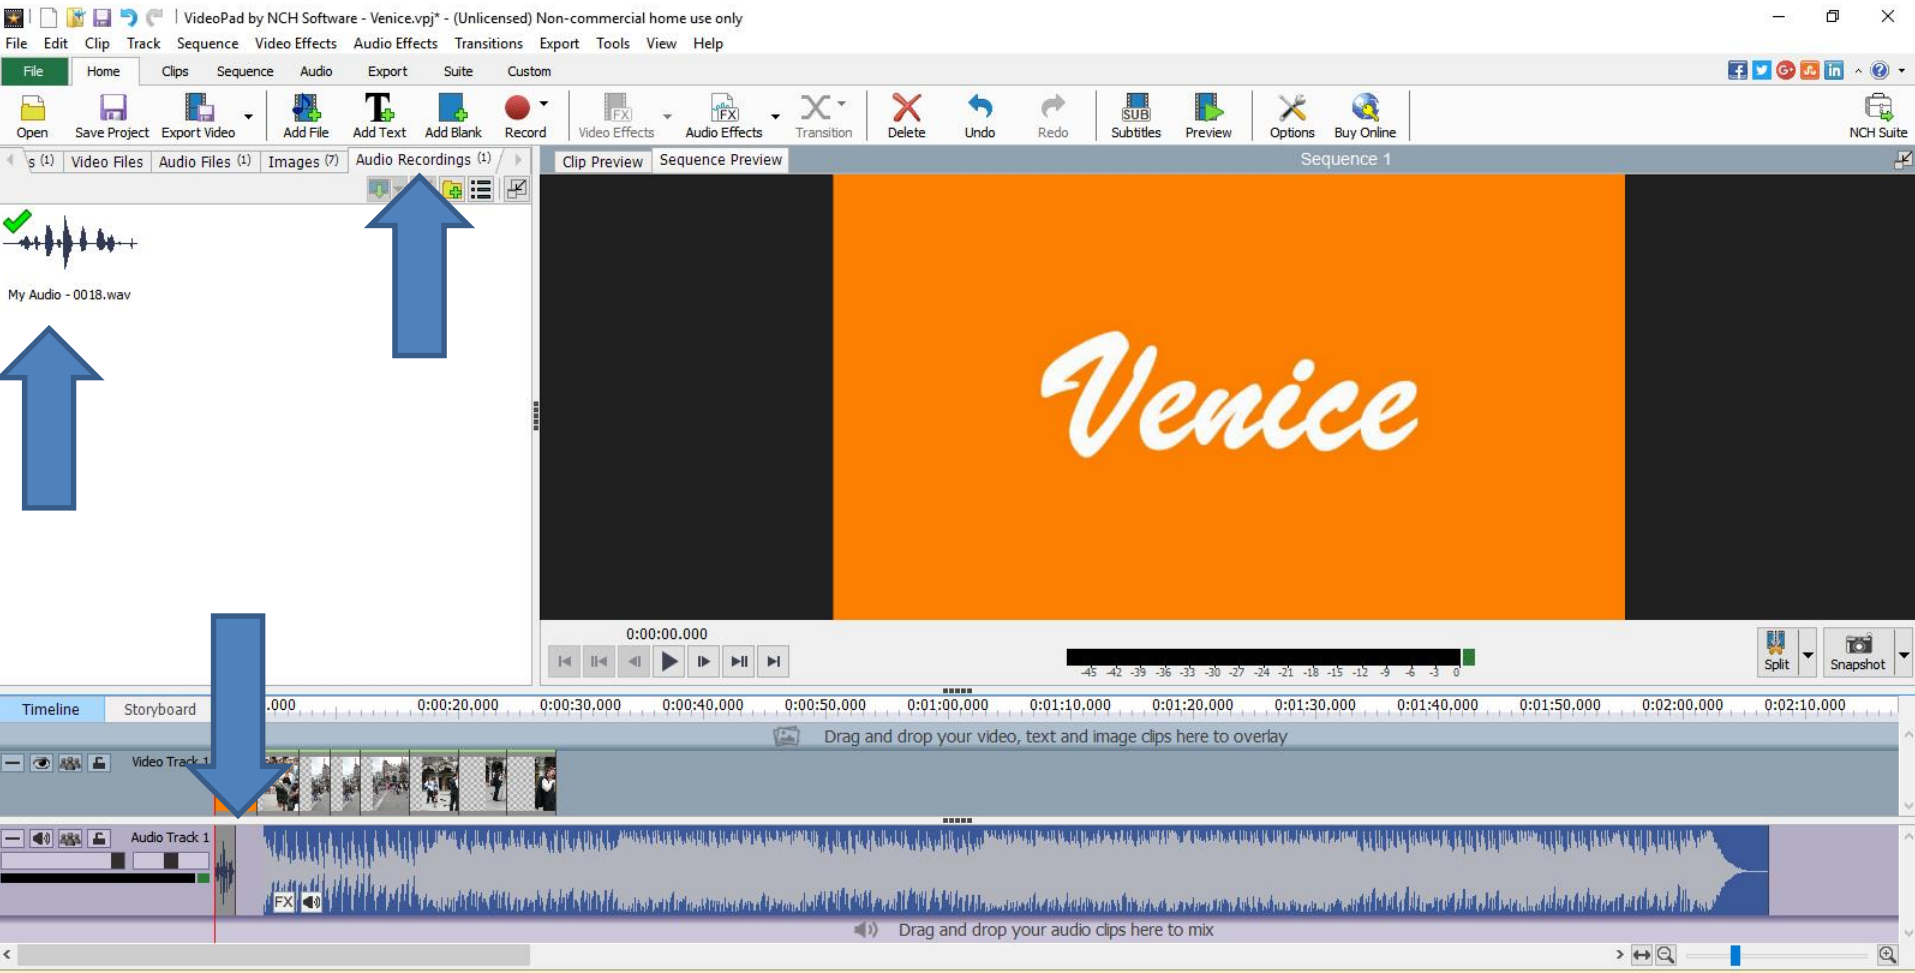 VideoPad by NCH Software - Venice.vpj* - (Unlicensed) Non-commercial home use only
File Edit Clip Track Sequence Video Effects Audio Effects Transitions Export Tools View Help
File Home Clips Sequence Audio Export Suite Custom
Open Save Project Export Video Add File Add Text Add Blank Record Video Effects Audio Effects Transition Delete Undo Redo Subtitles Preview Options Buy Online NCH Suite
s (1) Video Files Audio Files (1) Images (7) Audio Recordings (1)
Clip Preview Sequence Preview Sequence 1
My Audio - 0018.wav
Venice
0:00:00.000
-45 -42 -39 -36 -33 -30 -27 -24 -21 -18 -15 -12 -9 -6 -3 0
Split Snapshot
Timeline Storyboard .000 0:00:20.000 0:00:30.000 0:00:40.000 0:00:50.000 0:01:00.000 0:01:10.000 0:01:20.000 0:01:30.000 0:01:40.000 0:01:50.000 0:02:00.000 0:02:10.000
Drag and drop your video, text and image clips here to overlay
Video Track 1
Audio Track 1
FX
Drag and drop your audio clips here to mix